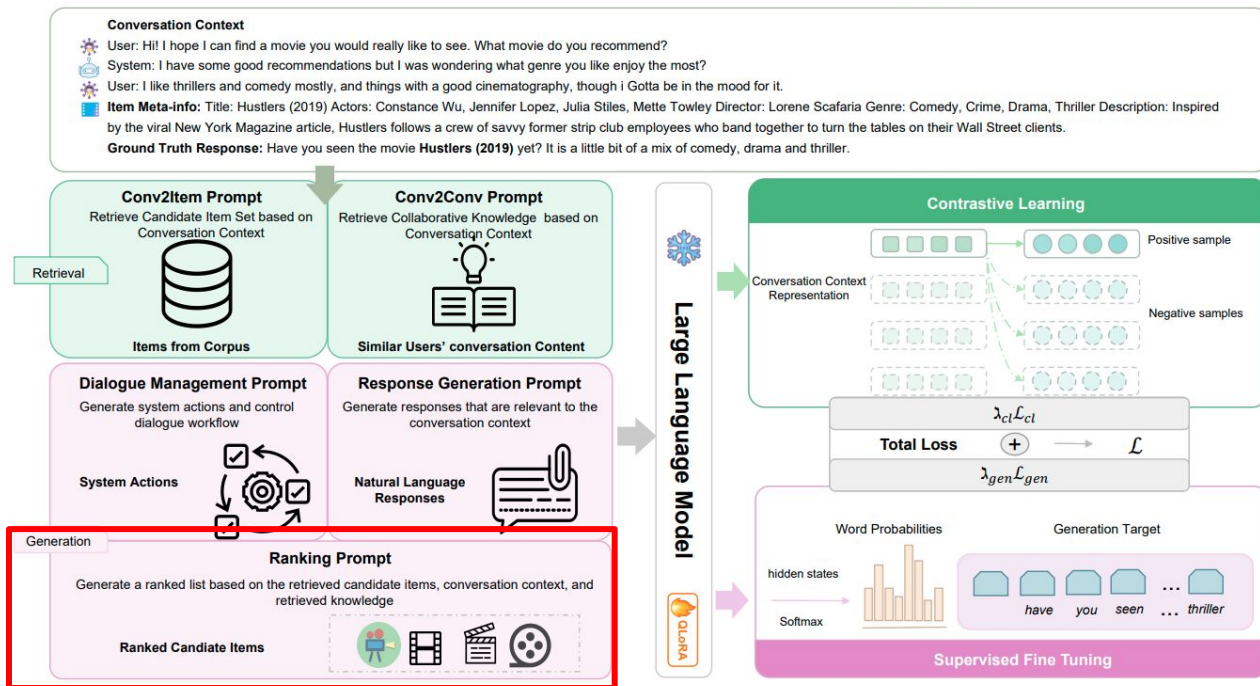 Conversation Context
User: Hi! I hope I can find a movie you would really like to see. What movie do you recommend?
System: I have some good recommendations but I was wondering what genre you like enjoy the most?
User: I like thrillers and comedy mostly, and things with a good cinematography, though i Gotta be in the mood for it.
Item Meta-info: Title: Hustlers (2019) Actors: Constance Wu, Jennifer Lopez, Julia Stiles, Mette Towley Director: Lorene Scafaria Genre: Comedy, Crime, Drama, Thriller Description: Inspired
by the viral New York Magazine article, Hustlers follows a crew of savvy former strip club employees who band together to turn the tables on their Wall Street clients.
Ground Truth Response: Have you seen the movie Hustlers (2019) yet? It is a little bit of a mix of comedy, drama and thriller.
Conv2Item Prompt
Retrieve Candidate Item Set based on
Conversation Context
Retrieval
Items from Corpus
Conv2Conv Prompt
Retrieve Collaborative Knowledge based on
Conversation Context
Similar Users' conversation Content
Dialogue Management Prompt
Generate system actions and control
dialogue workflow
System Actions
Response Generation Prompt
Generate responses that are relevant to the
conversation context
Natural Language
Responses
Generation
Ranking Prompt
Generate a ranked list based on the retrieved candidate items, conversation context, and
retrieved knowledge
Ranked Candiate Items
Large Language Model
QLoRA
Contrastive Learning
Positive sample
Conversation Context
Representation
Negative samples
λcl ℒcl
Total Loss + ℒ
λgen ℒgen
Word Probabilities
Generation Target
hidden states
Softmax
have you seen ... thriller
...
Supervised Fine Tuning